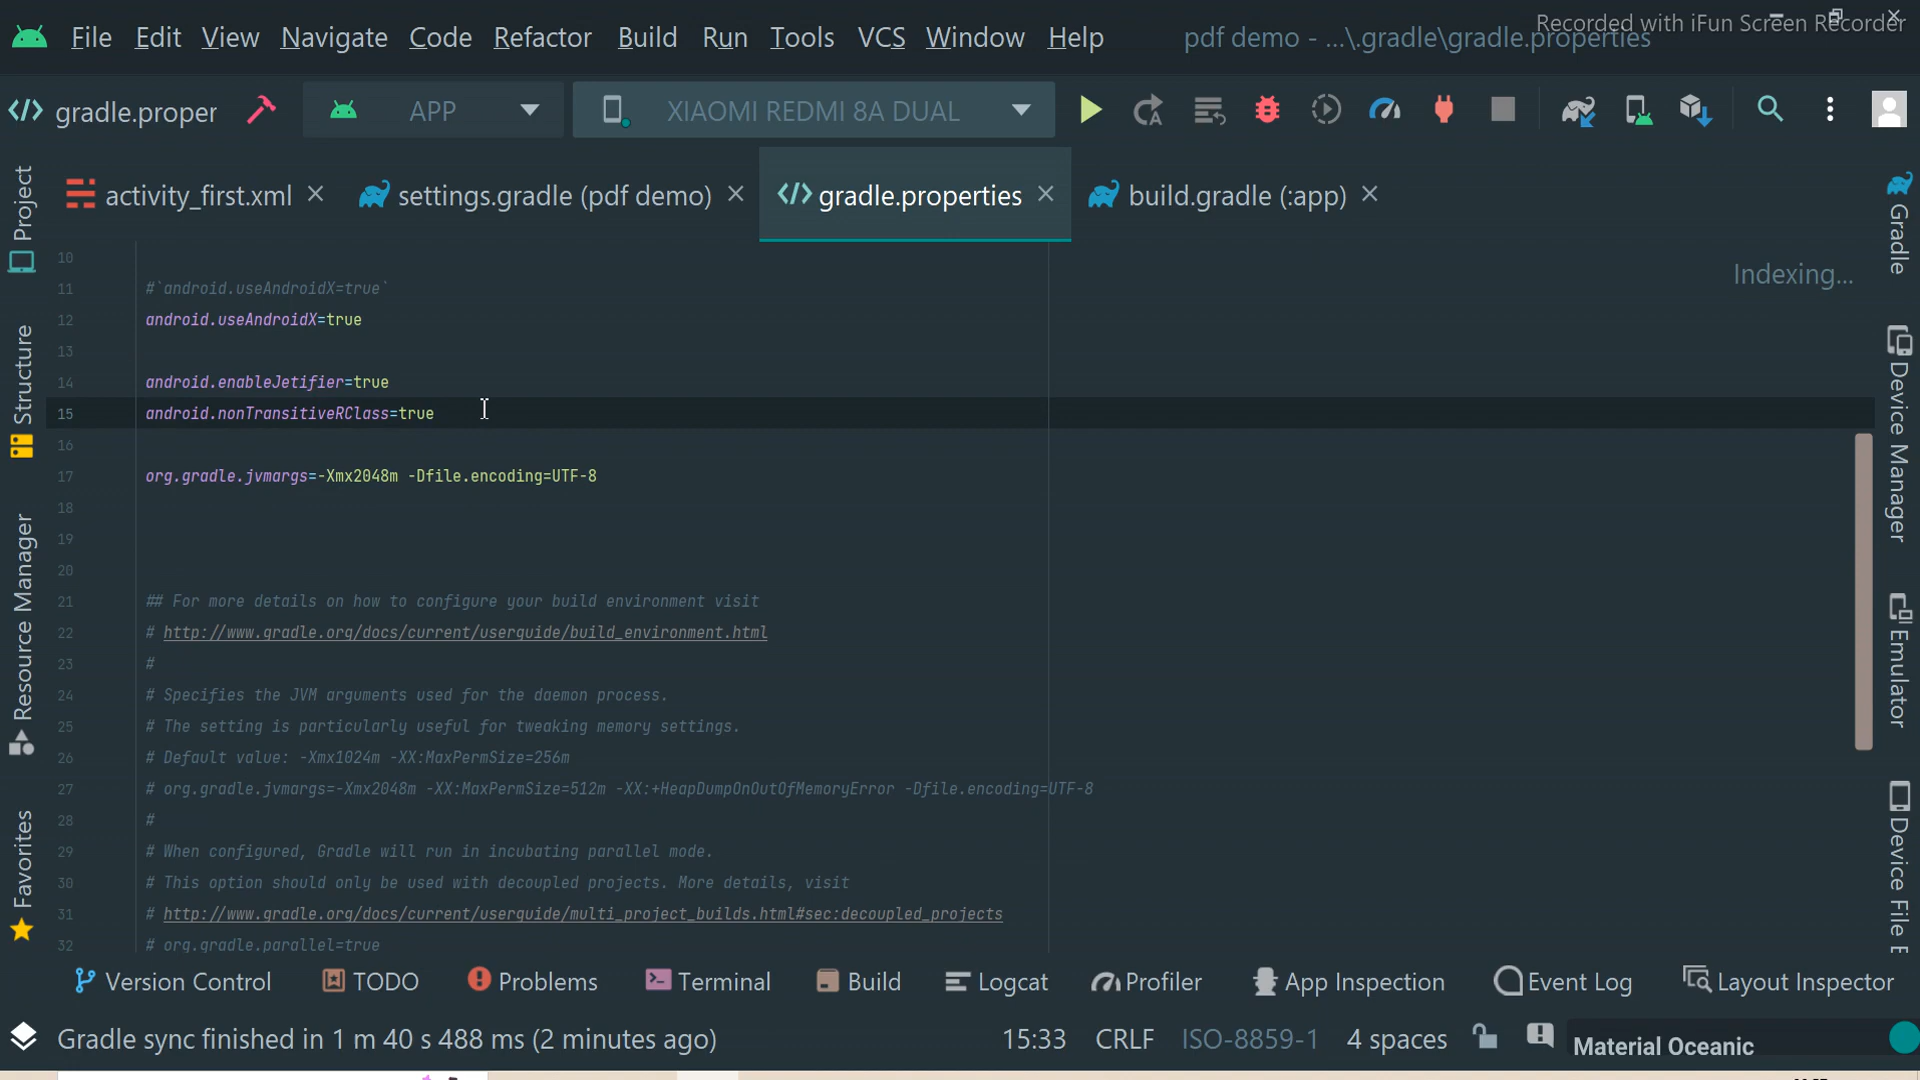 File Edit View Navigate Code Refactor Build Run Tools VCS Window Help pdf demo - ...\.gradle\gradle.properties
Recorded with iFun Screen Recorder
gradle.proper APP XIAOMI REDMI 8A DUAL
activity_first.xml settings.gradle (pdf demo) gradle.properties build.gradle (:app)
Indexing...
10
11 #`android.useAndroidX=true`
12 android.useAndroidX=true
13
14 android.enableJetifier=true
15 android.nonTransitiveRClass=true
16
17 org.gradle.jvmargs=-Xmx2048m -Dfile.encoding=UTF-8
18
19
20
21 ## For more details on how to configure your build environment visit
22 # http://www.gradle.org/docs/current/userguide/build_environment.html
23 #
24 # Specifies the JVM arguments used for the daemon process.
25 # The setting is particularly useful for tweaking memory settings.
26 # Default value: -Xmx1024m -XX:MaxPermSize=256m
27 # org.gradle.jvmargs=-Xmx2048m -XX:MaxPermSize=512m -XX:+HeapDumpOnOutOfMemoryError -Dfile.encoding=UTF-8
28 #
29 # When configured, Gradle will run in incubating parallel mode.
30 # This option should only be used with decoupled projects. More details, visit
31 # http://www.gradle.org/docs/current/userguide/multi_project_builds.html#sec:decoupled_projects
32 # org.gradle.parallel=true
Project
Structure
Resource Manager
Favorites
Gradle
Device Manager
Emulator
Device File E
Version Control TODO Problems Terminal Build Logcat Profiler App Inspection Event Log Layout Inspector
Gradle sync finished in 1 m 40 s 488 ms (2 minutes ago) 15:33 CRLF ISO-8859-1 4 spaces Material Oceanic